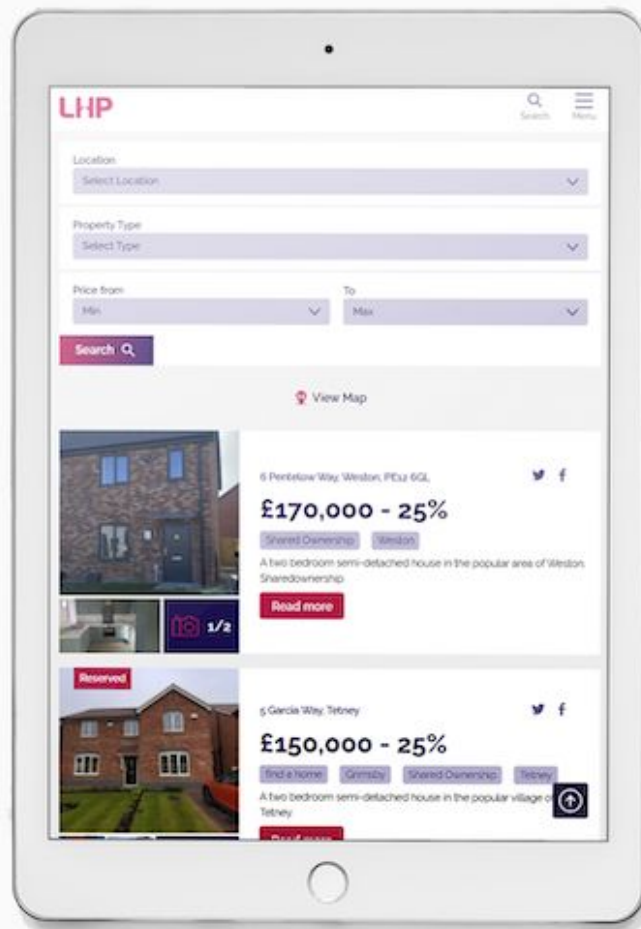 LHP
Search
Menu
Location
Select Location
Property Type
Select Type
Price from
To
Min
Max
Search
View Map
6 Pentelow Way, Weston, PE12 6GL
£170,000 - 25%
Shared Ownership
Weston
A two bedroom semi-detached house in the popular area of Weston.
Sharedownership
Read more
1/2
Reserved
5 Garcia Way, Tetney
£150,000 - 25%
find a home
Grimsby
Shared Ownership
Tetney
A two bedroom semi-detached house in the popular village
Tetney
Read more